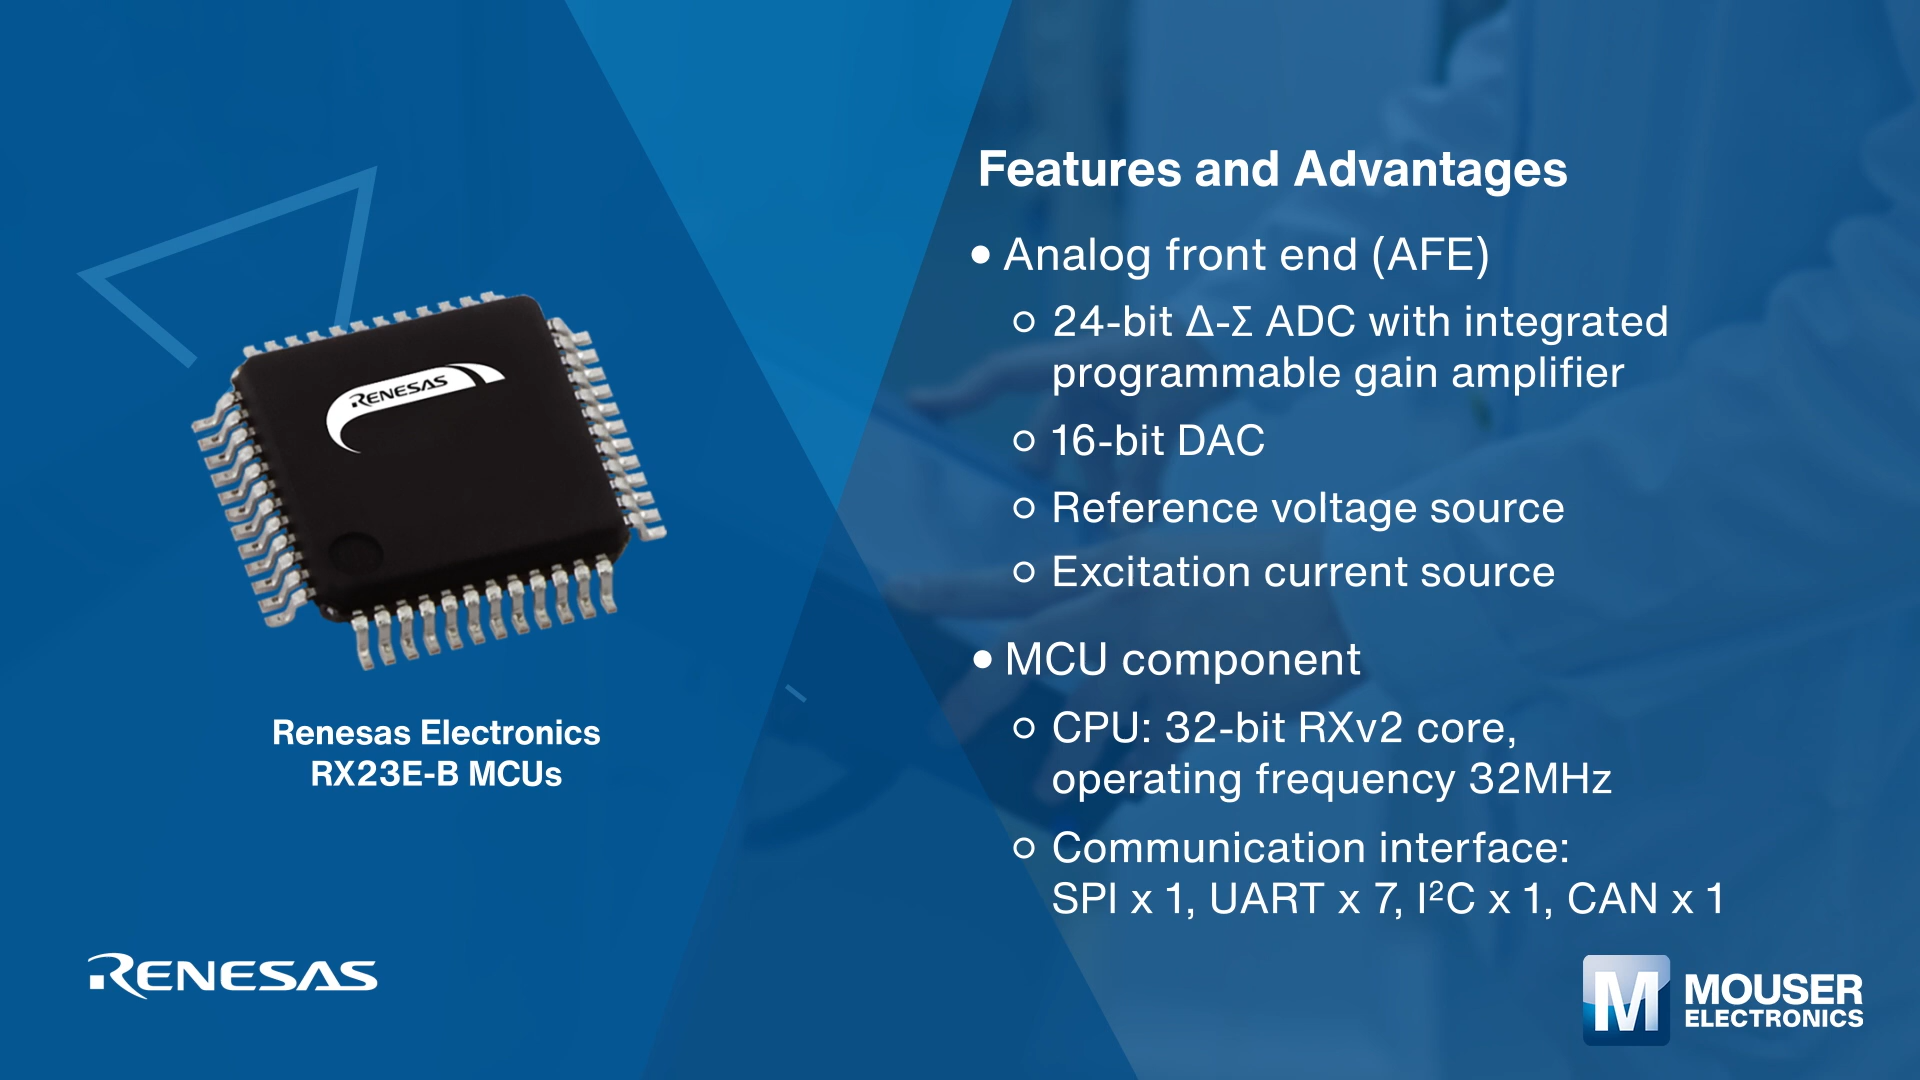 RENESAS
Renesas Electronics
RX23E-B MCUs
RENESAS
Features and Advantages
• Analog front end (AFE)
○ 24-bit Δ-Σ ADC with integrated
programmable gain amplifier
○ 16-bit DAC
○ Reference voltage source
○ Excitation current source
• MCU component
○ CPU: 32-bit RXv2 core,
operating frequency 32MHz
○ Communication interface:
SPI x 1, UART x 7, I²C x 1, CAN x 1
M
MOUSER
ELECTRONICS